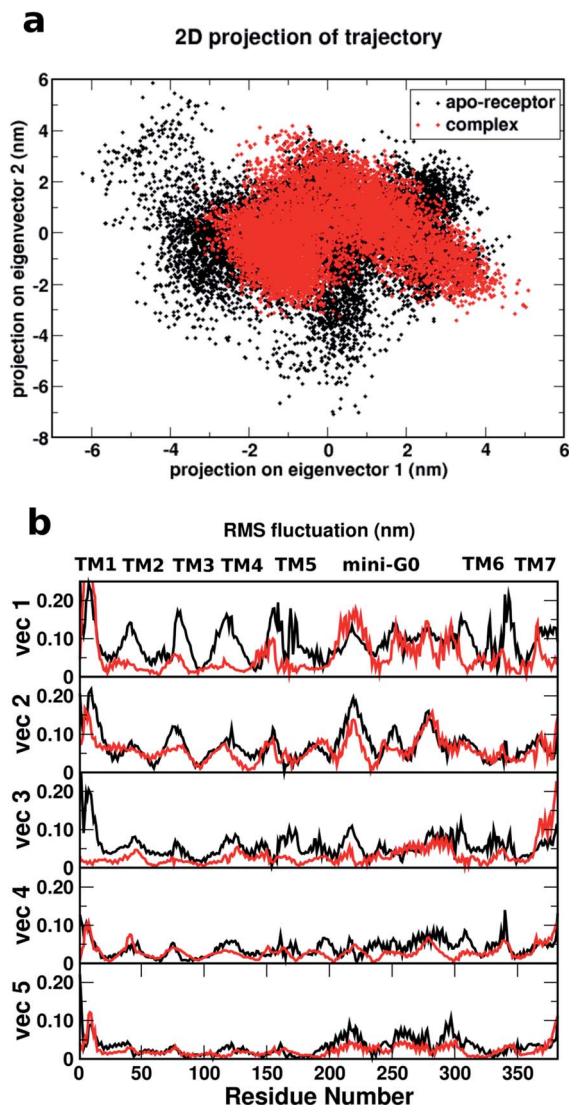 a
2D projection of trajectory
6
4
2
0
-2
-4
-6
-8
-6 -4 -2 0 2 4 6
projection on eigenvector 2 (nm)
projection on eigenvector 1 (nm)
apo-receptor
complex
b
RMS fluctuation (nm)
TM1 TM2 TM3 TM4 TM5 mini-G0 TM6 TM7
vec 1
0.20
0.10
0
vec 2
0.20
0.10
0
vec 3
0.20
0.10
0
vec 4
0.20
0.10
0
vec 5
0.20
0.10
0
0 50 100 150 200 250 300 350
Residue Number